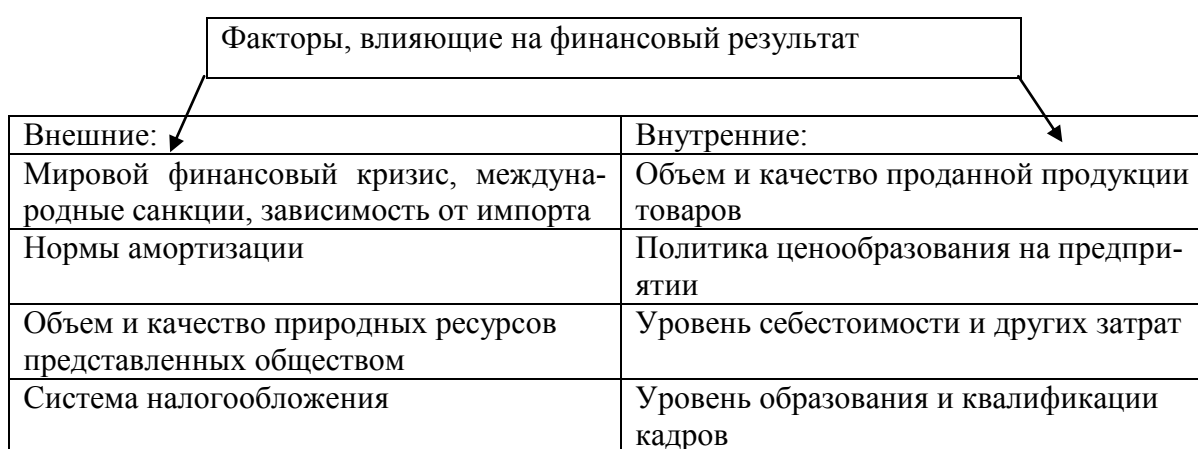 Факторы, влияющие на финансовый результат
Внешние:
Внутренние:
Мировой финансовый кризис, междуна-
родные санкции, зависимость от импорта
Объем и качество проданной продукции
товаров
Нормы амортизации
Политика ценообразования на предпри-
ятии
Объем и качество природных ресурсов
представленных обществом
Уровень себестоимости и других затрат
Система налогообложения
Уровень образования и квалификации
кадров